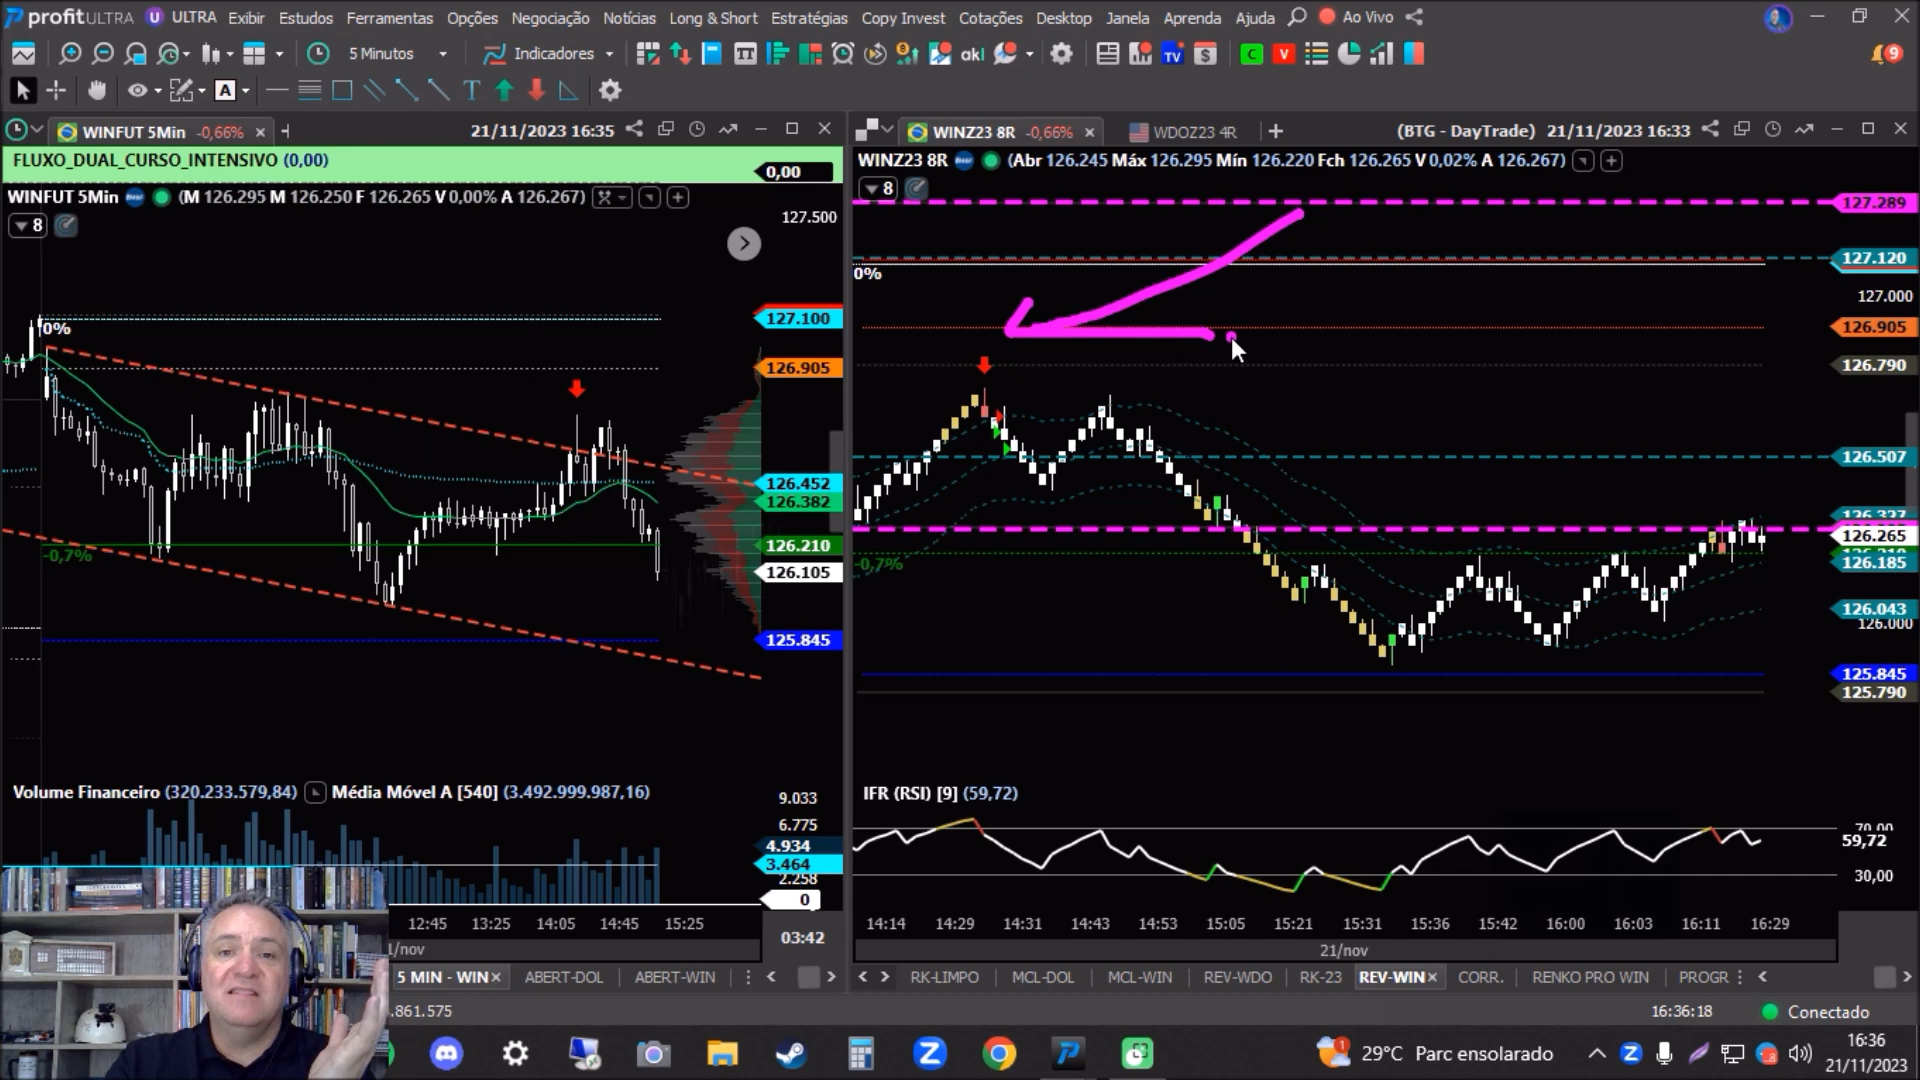 profit ULTRA U ULTRA Exibir Estudos Ferramentas Opções Negociação Notícias Long & Short Estratégias Copy Invest Cotações Desktop Janela Aprenda Ajuda Ao Vivo
5 Minutos Indicadores akl TV $ C V 9
A T
WINFUT 5Min -0,66% 21/11/2023 16:35
WINZ23 8R -0,66% WDOZ23 4R (BTG - DayTrade) 21/11/2023 16:33
FLUXO_DUAL_CURSO_INTENSIVO (0,00) 0,00
WINZ23 8R (Abr 126.245 Máx 126.295 Mín 126.220 Fch 126.265 V 0,02% A 126.267)
WINFUT 5Min (M 126.295 M 126.250 F 126.265 V 0,00% A 126.267)
8
8
127.500
0%
127.100
126.905
126.452
126.382
126.210
-0,7%
126.105
125.845
127.289
127.120
0%
127.000
126.905
126.790
126.507
126.327
126.265
126.185
-0,7%
126.043
126.000
125.845
125.790
Volume Financeiro (320.233.579,84) Média Móvel A [540] (3.492.999.987,16)
9.033
6.775
4.934
3.464
2.258
0
IFR (RSI) [9] (59,72)
70,00
59,72
30,00
12:45 13:25 14:05 14:45 15:25 03:42
14:14 14:29 14:31 14:43 14:53 15:05 15:21 15:31 15:36 15:42 16:00 16:03 16:11 16:29
/nov
21/nov
5 MIN - WIN ABERT-DOL ABERT-WIN
RK-LIMPO MCL-DOL MCL-WIN REV-WDO RK-23 REV-WIN CORR. RENKO PRO WIN PROGR
.861.575
16:36:18 Conectado
29°C Parc ensolarado
16:36
21/11/2023